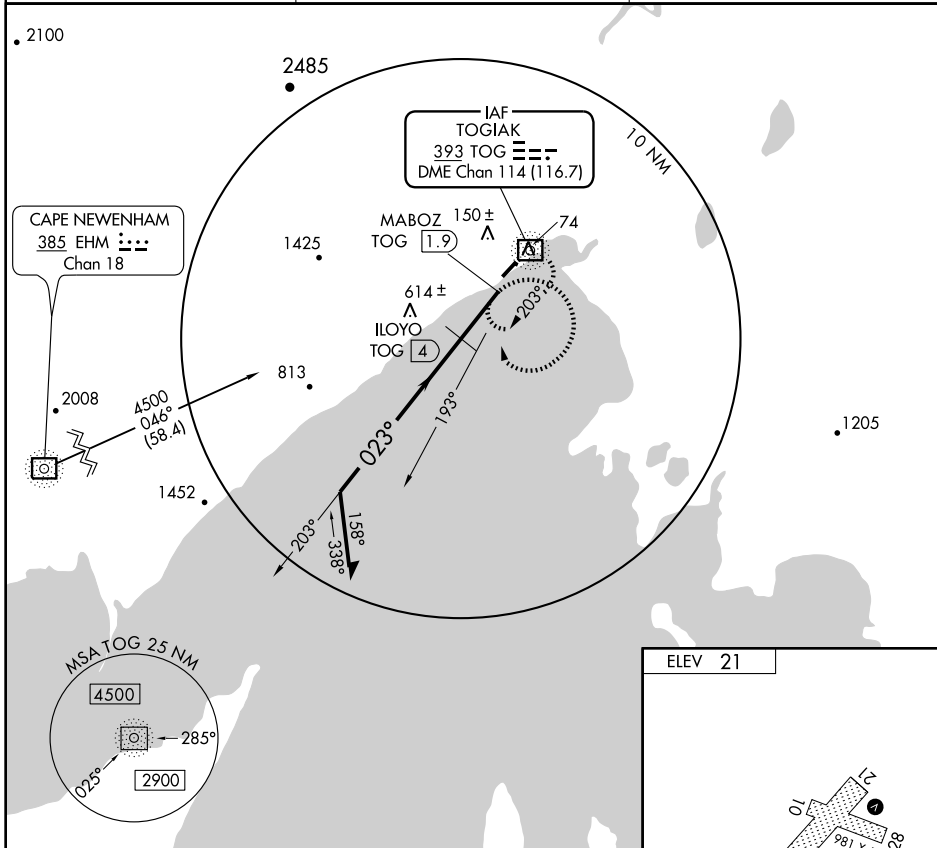 2100
2485
IAF
TOGIAK
393 TOG
DME Chan 114 (116.7)
10 NM
CAPE NEWENHAM
385 EHM
Chan 18
MABOZ
TOG 1.9
150 ±
74
1425
614 ±
ILOYO
TOG 4
203°
813
4500
046°
(58.4)
2008
193°
023°
1205
1452
203°
158°
338°
MSA TOG 25 NM
4500
285°
025°
2900
ELEV 21
21
10
28
981 X